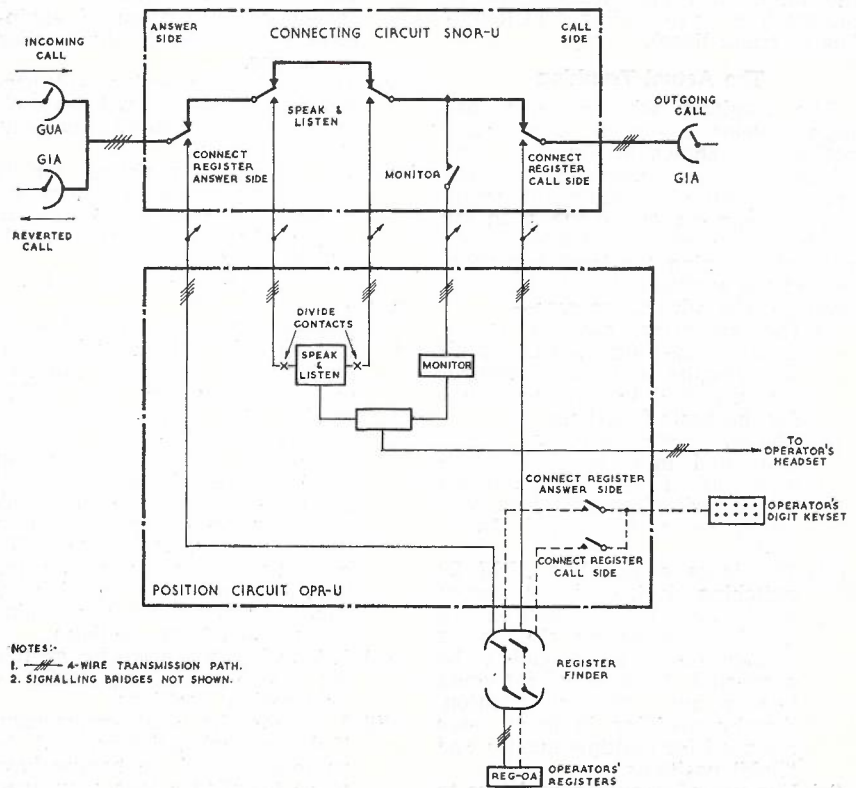 ANSWER
SIDE
CONNECTING CIRCUIT SNOR-U
CALL
SIDE
INCOMING
CALL
GUA
GIA
REVERTED
CALL
SPEAK &
LISTEN
CONNECT
REGISTER
ANSWER SIDE
MONITOR
CONNECT
REGISTER
CALL SIDE
OUTGOING
CALL
GIA
DIVIDE
CONTACTS
SPEAK
&
LISTEN
MONITOR
TO
OPERATOR'S
HEADSET
CONNECT REGISTER
ANSWER SIDE
OPERATOR'S
DIGIT KEYSET
CONNECT REGISTER
CALL SIDE
POSITION CIRCUIT OPR-U
NOTES:-
1. 4-WIRE TRANSMISSION PATH.
2. SIGNALLING BRIDGES NOT SHOWN.
REGISTER
FINDER
REG-OA
OPERATORS'
REGISTERS